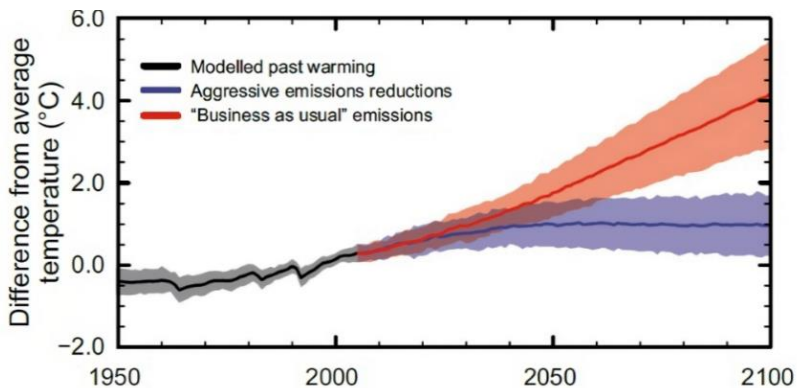 Difference from average
temperature (°C)
6.0
4.0
2.0
0.0
−2.0
Modelled past warming
Aggressive emissions reductions
“Business as usual” emissions
1950 2000 2050 2100